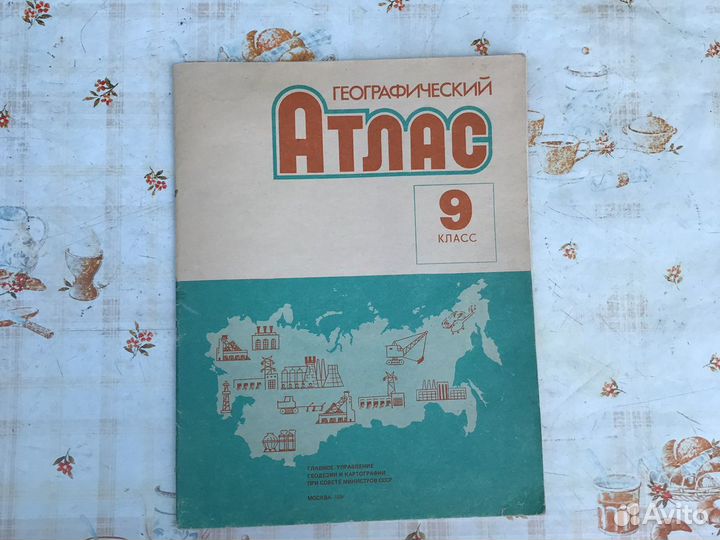 ГЕОГРАФИЧЕСКИЙ
АТЛАС
9
КЛАСС
ГЛАВНОЕ УПРАВЛЕНИЕ
ГЕОДЕЗИИ И КАРТОГРАФИИ
ПРИ СОВЕТЕ МИНИСТРОВ СССР
МОСКВА
Avito